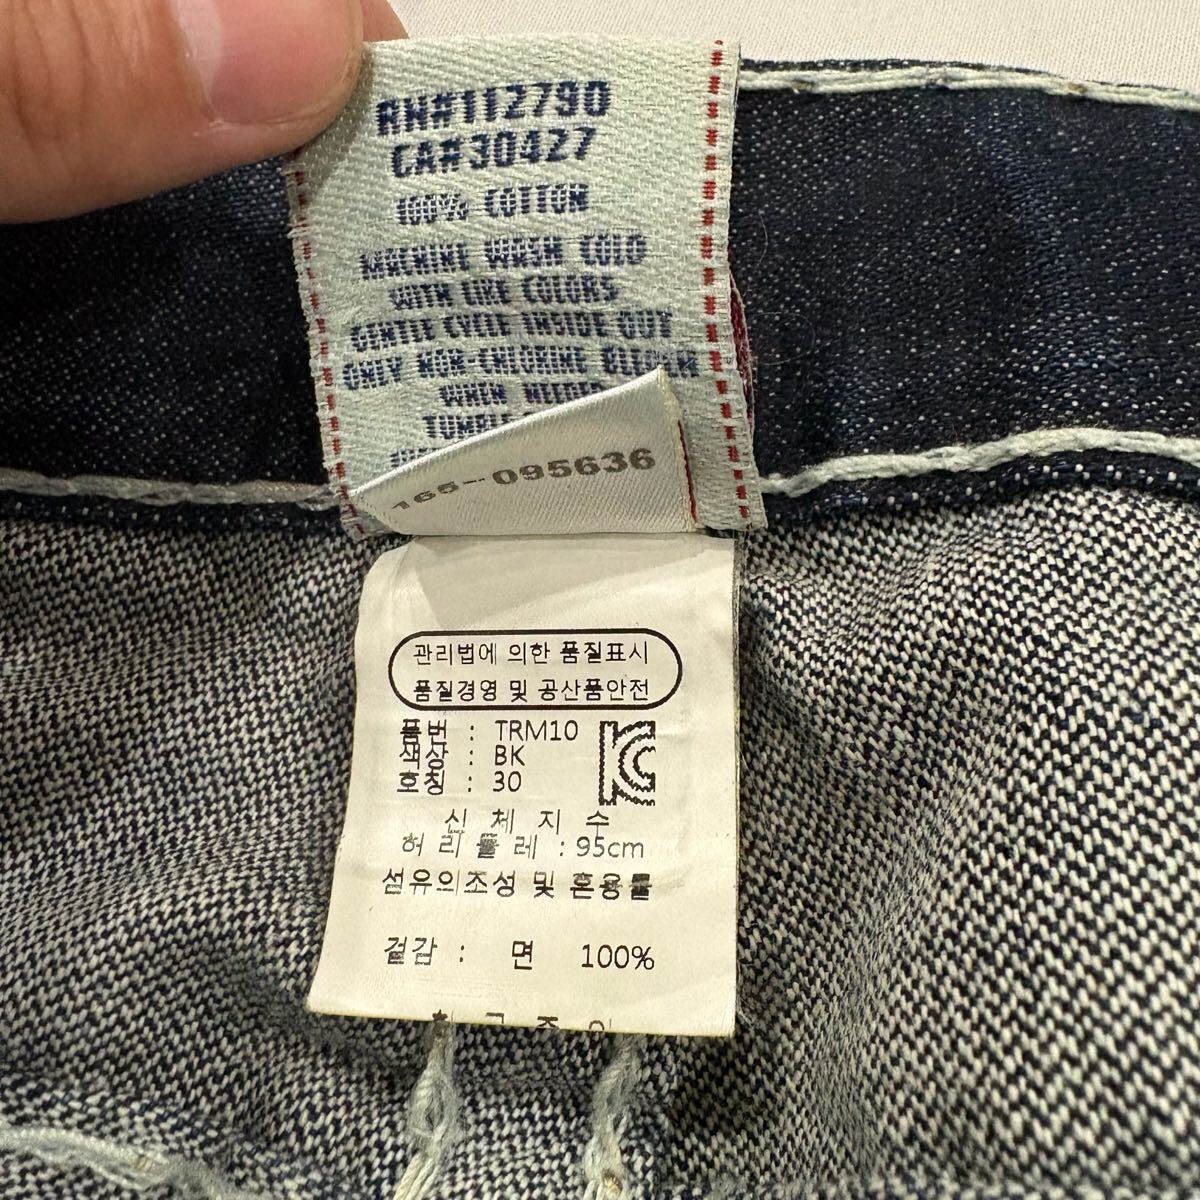 RN#112790
CA#30427
100% COTTON
MACHINE WASH COLD
WITH LIKE COLORS
GENTLE CYCLE INSIDE OUT
ONLY NON-CHLORINE
WHEN NEEDED
TUMBLE
165-095636
관리법에 의한 품질표시
품질경영 및 공산품안전
품번 : TRM10
색상 : BK
호칭 : 30
신 체 지 수
허 리 둘 레 : 95cm
섬유의조성 및 혼용률
겉감 : 면 100%